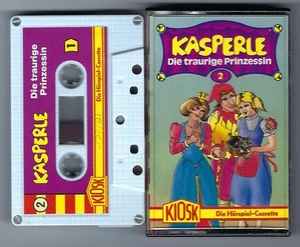 Die traurige
Prinzessin
1
KASPERLE
2
KIOSK
Die Hörspiel-Cassette
KASPERLE
Die traurige Prinzessin
2
KIOSK
Die Hörspiel-Cassette